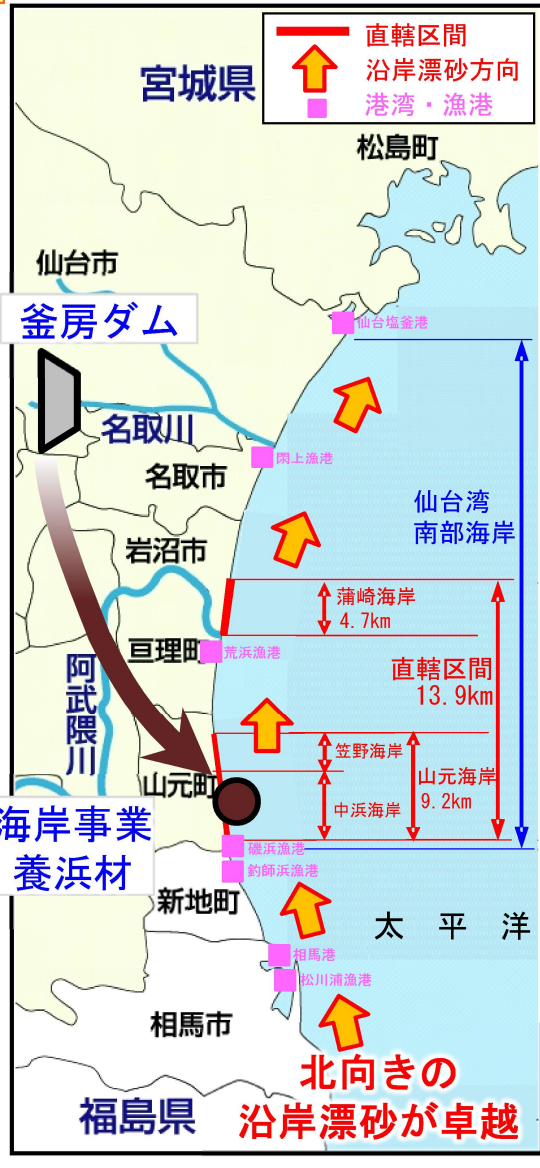 直轄区間
沿岸漂砂方向
港湾・漁港
宮城県
松島町
仙台市
釜房ダム
仙台塩釜港
名取川
閖上漁港
名取市
仙台湾
南部海岸
岩沼市
蒲崎海岸
4.7km
亘理町
荒浜漁港
直轄区間
13.9km
阿武隈川
笠野海岸
山元町
山元海岸
9.2km
中浜海岸
海岸事業
養浜材
磯浜漁港
釣師浜漁港
新地町
太平洋
相馬港
松川浦漁港
相馬市
北向きの
沿岸漂砂が卓越
福島県